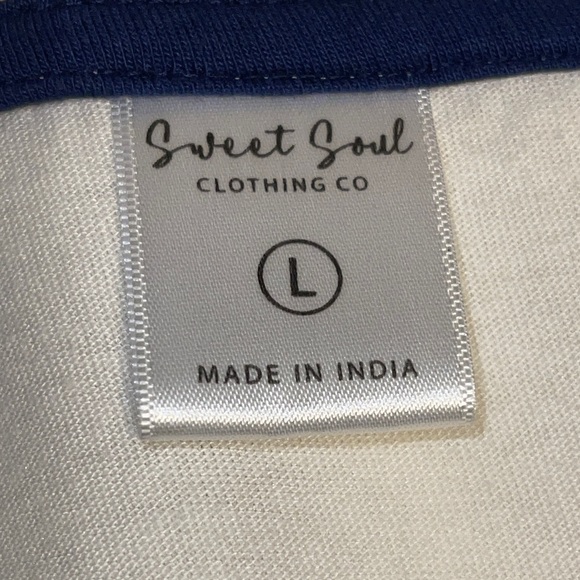 Sweet Soul
CLOTHING CO
L
MADE IN INDIA